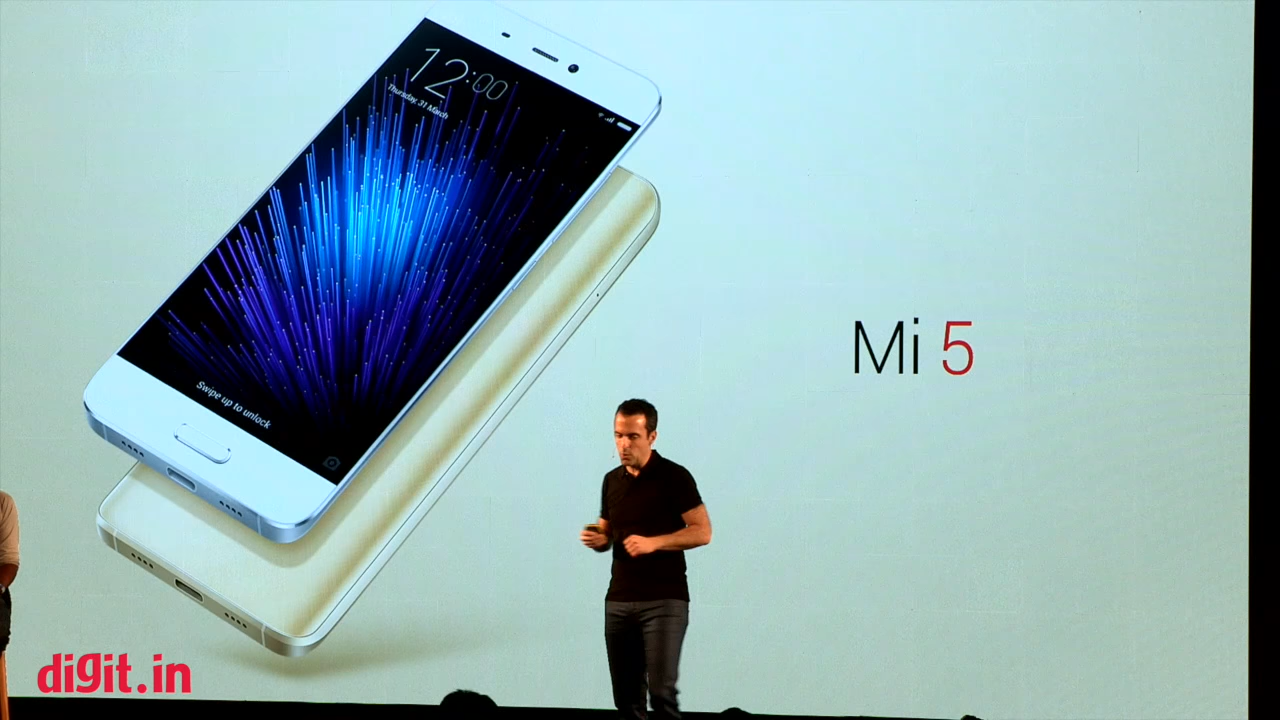 12:00
Thursday, 31 March
Swipe up to unlock
Mi 5
digit.in